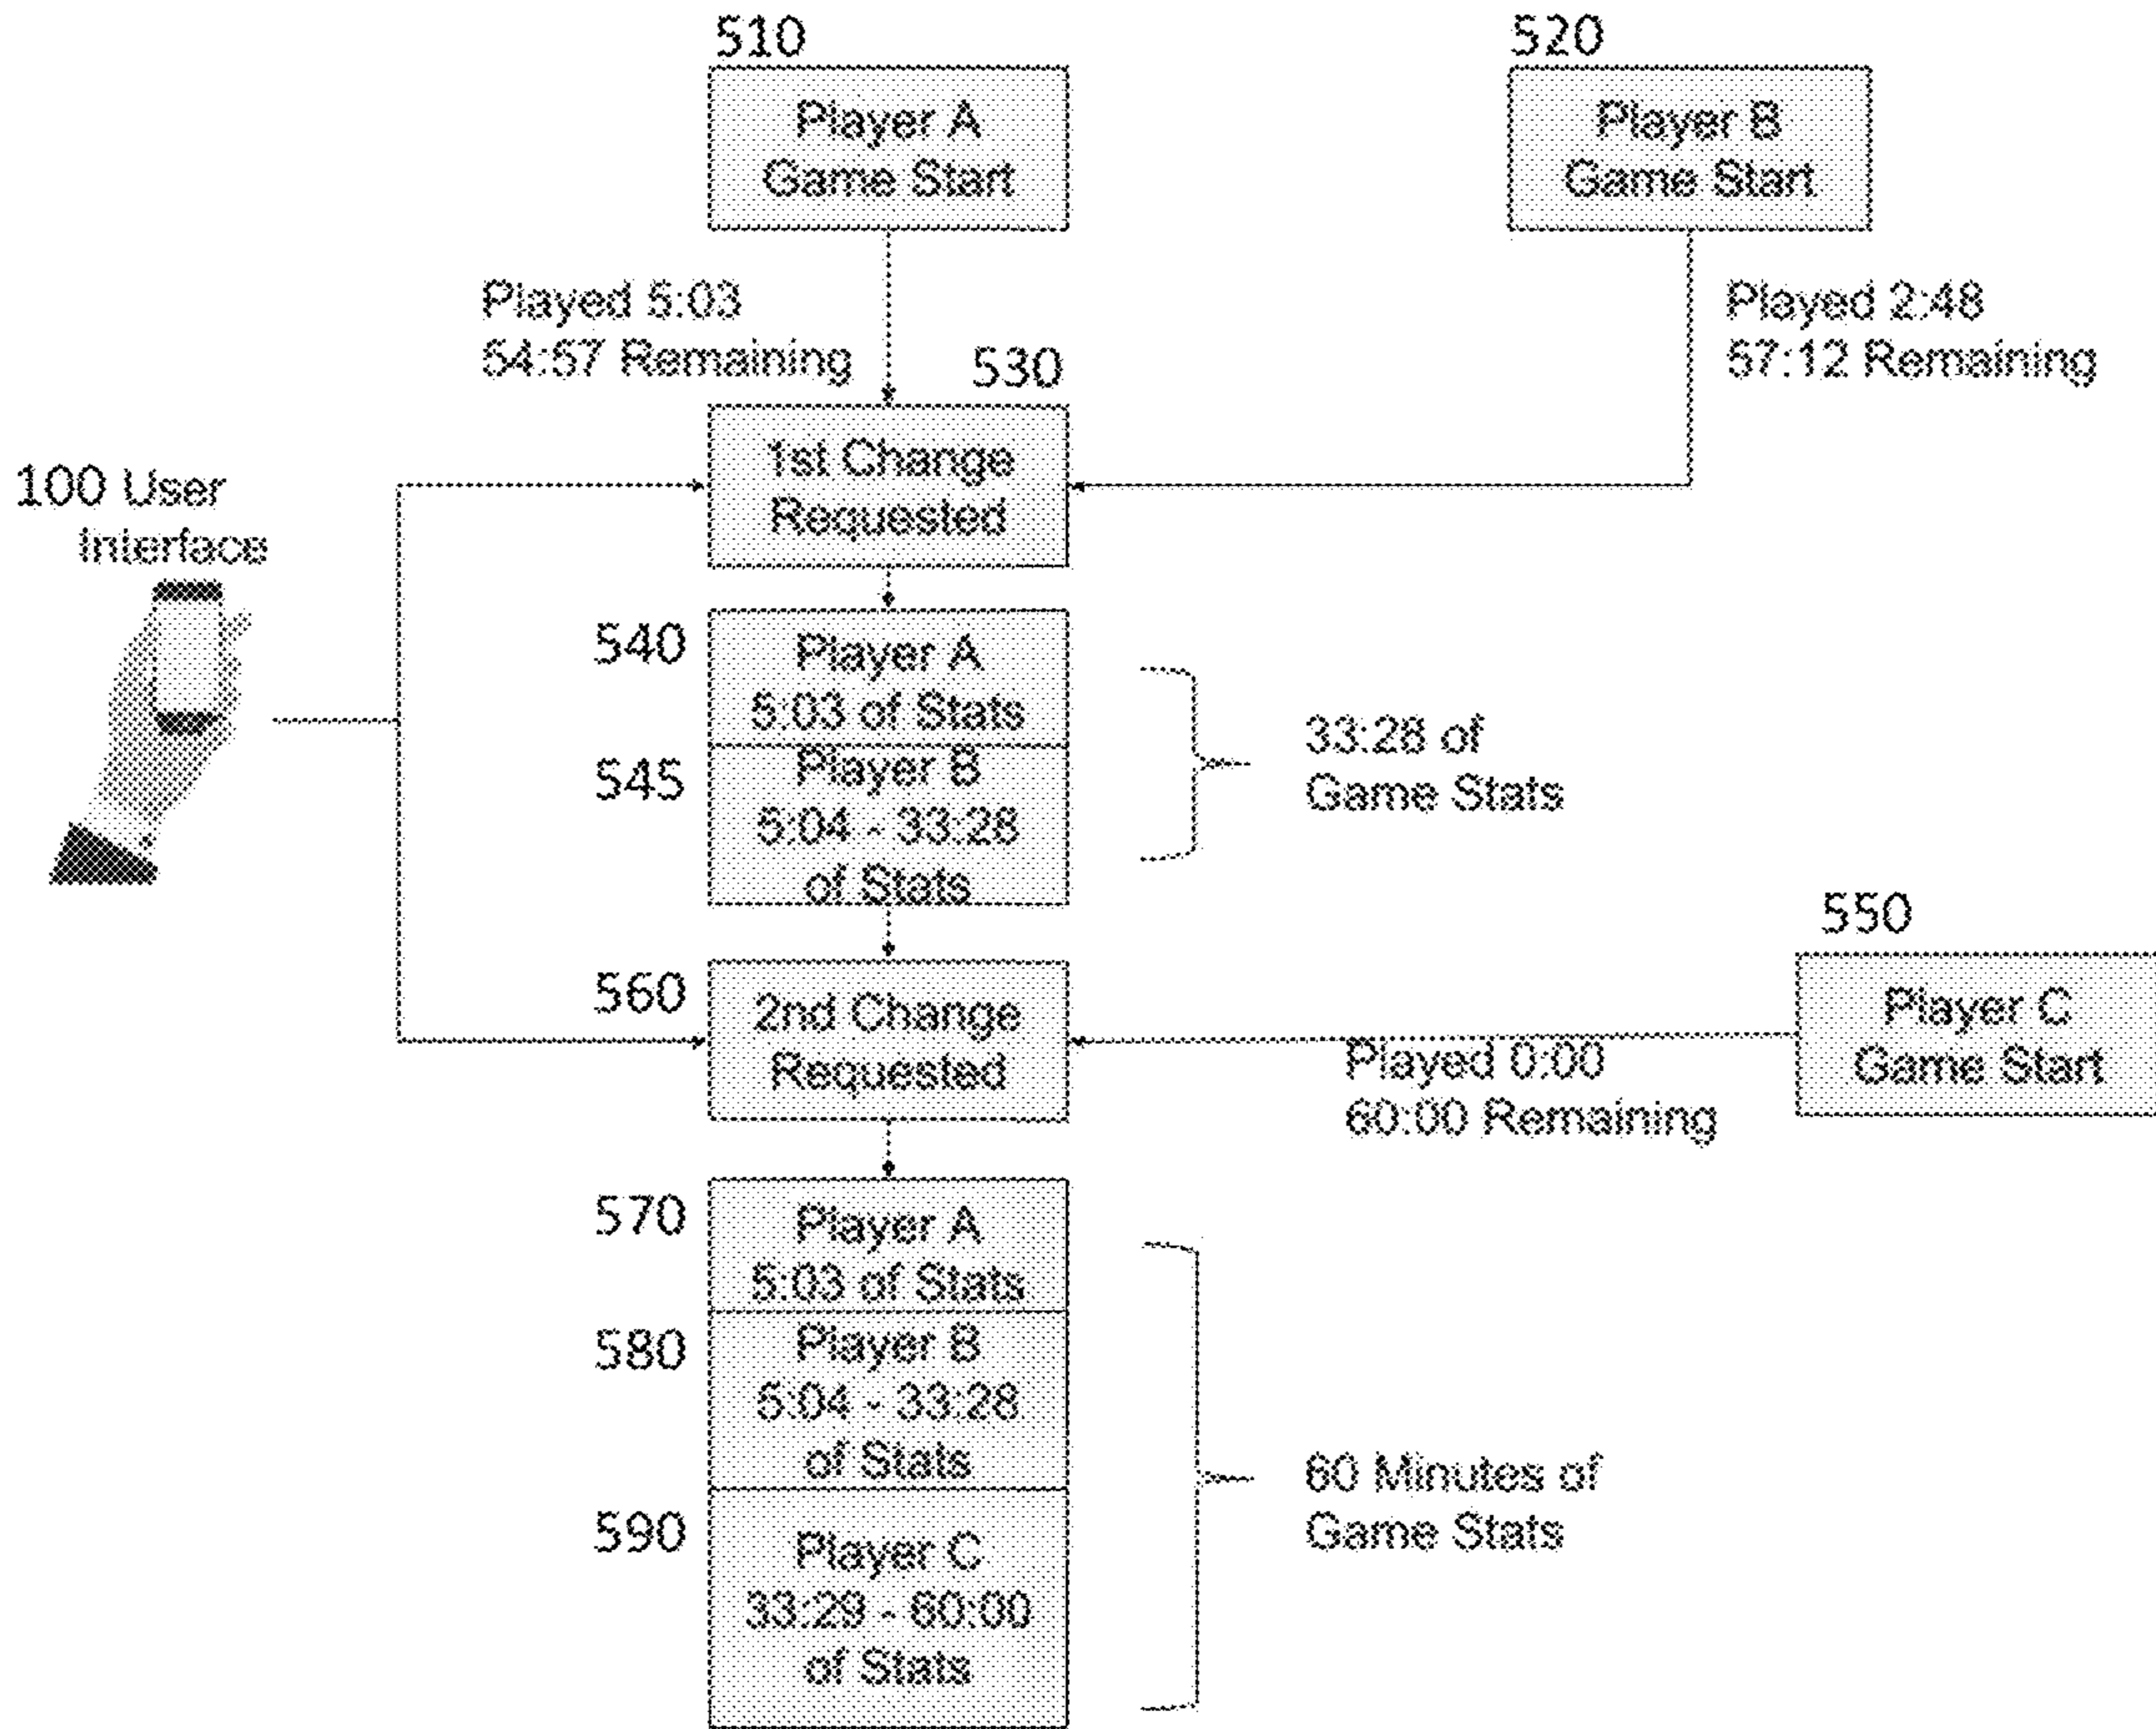 510
Player A
Game Start
520
Player B
Game Start
Played 5:03
54:57 Remaining
Played 2:48
57:12 Remaining
530
1st Change
Requested
100 User
Interface
540
Player A
5:03 of Stats
545
Player B
5:04 - 33:28
of Stats
33:28 of
Game Stats
550
Player C
Game Start
560
2nd Change
Requested
Played 0:00
60:00 Remaining
570
Player A
5:03 of Stats
580
Player B
5:04 - 33:28
of Stats
590
Player C
33:29 - 60:00
of Stats
60 Minutes of
Game Stats